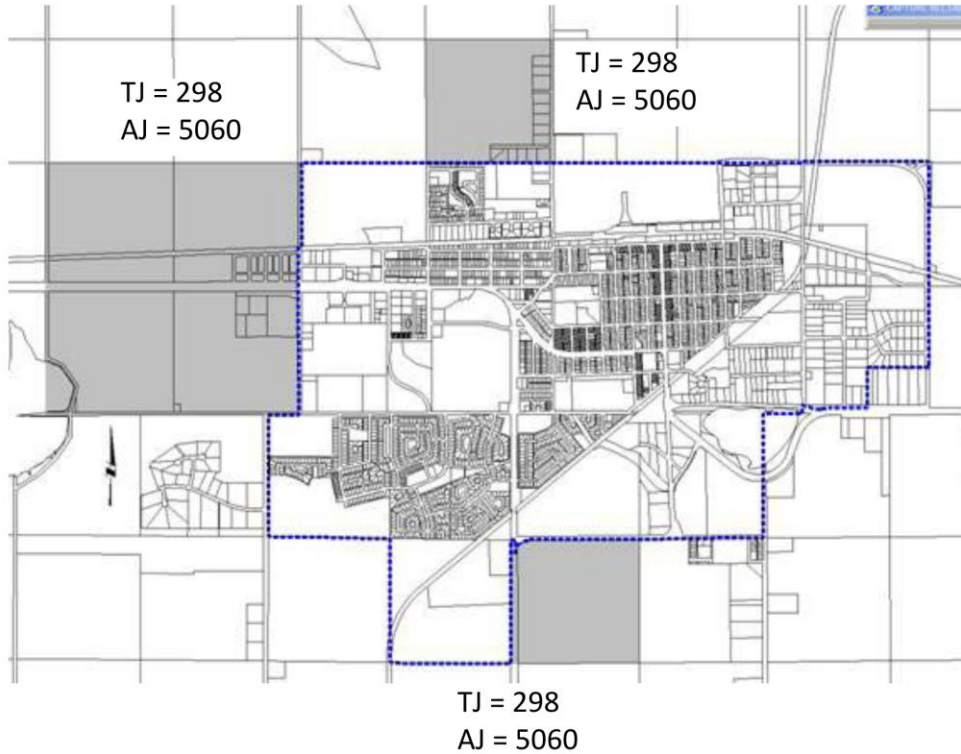 TJ = 298
AJ = 5060
TJ = 298
AJ = 5060
TJ = 298
AJ = 5060